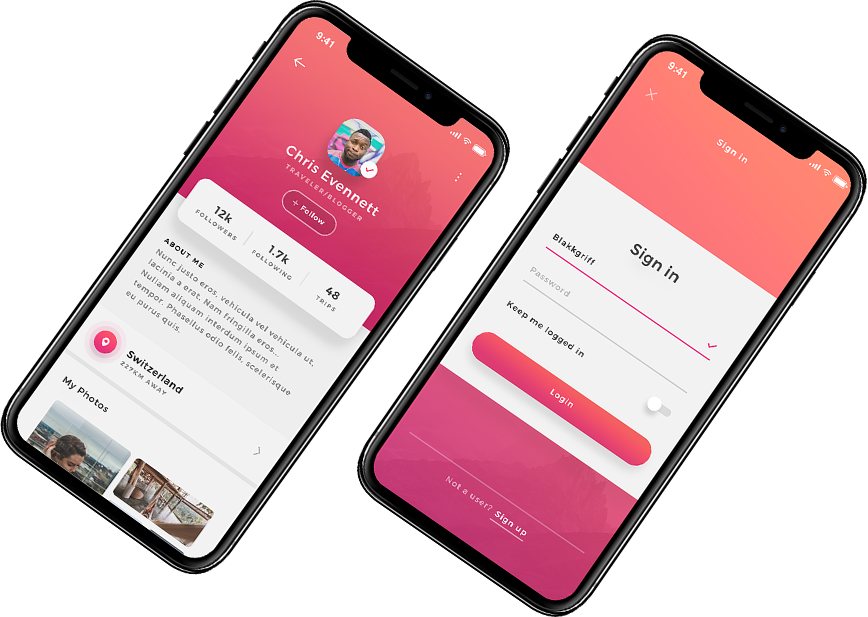 9:41
Chris Evennett
TRAVELER/BLOGGER
+ Follow
12k
FOLLOWERS
1.7k
FOLLOWING
48
TRIPS
ABOUT ME
Nunc justo eros, vehicula vel vehicula ut,
lacinia a erat. Nam fringilla eros...
Nullam aliquam interdum ipsum et
tempor. Phasellus odio felis, scelerisque
eu purus quis.
Switzerland
227KM AWAY
My Photos
9:41
Sign in
Sign in
Blakkgriff
Password
Keep me logged in
Login
Not a user? Sign up